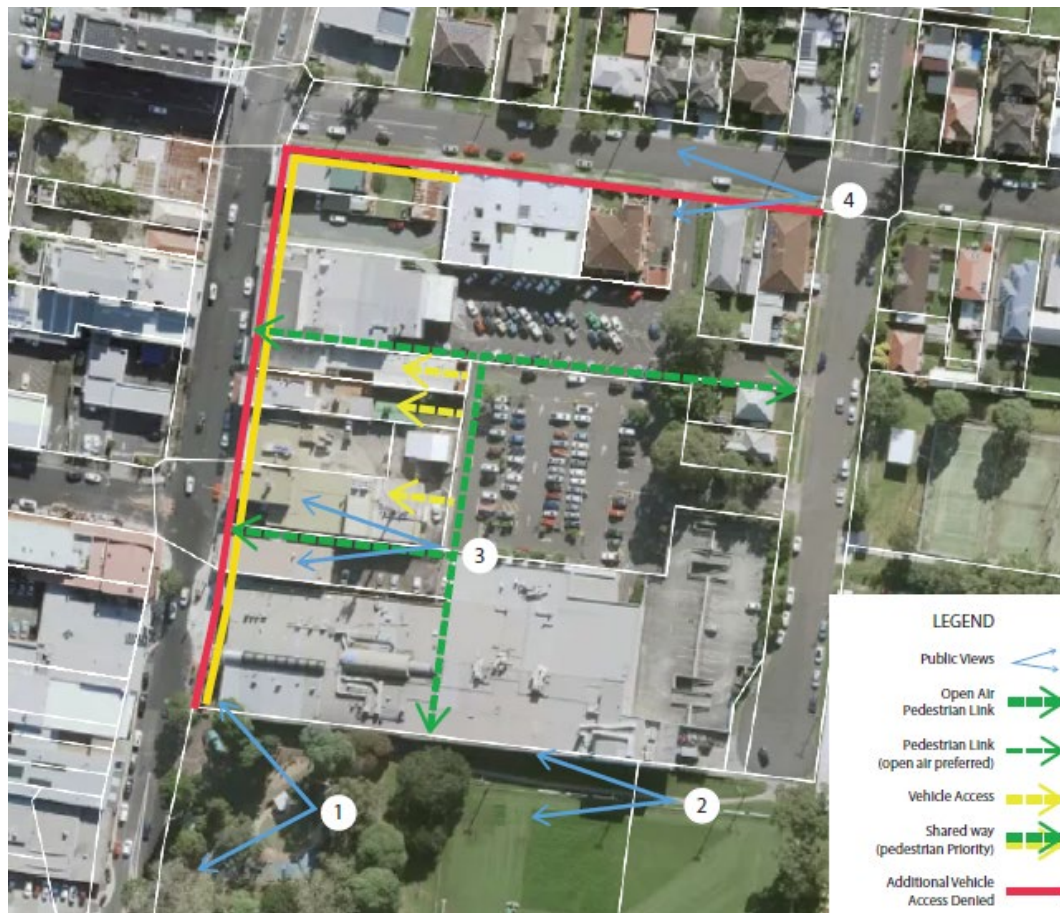 4
3
1
2
LEGEND
Public Views
Open Air
Pedestrian Link
Pedestrian Link
(open air preferred)
Vehicle Access
Shared way
(pedestrian Priority)
Additional Vehicle
Access Denied